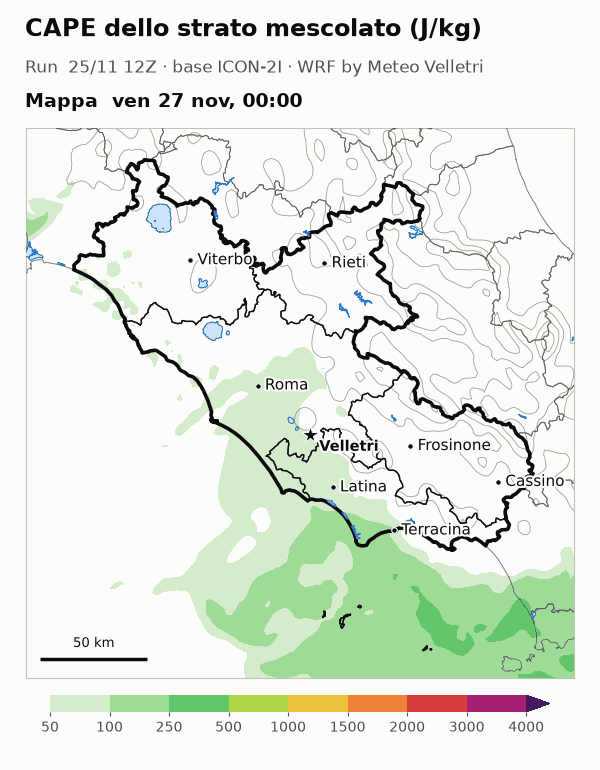 CAPE dello strato mescolato (J/kg)
Run  25/11 12Z · base ICON-2I · WRF by Meteo Velletri
Mappa  ven 27 nov, 00:00
Viterbo
Rieti
Roma
Velletri
Frosinone
Cassino
Latina
Terracina
50 km
50 100 250 500 1000 1500 2000 3000 4000